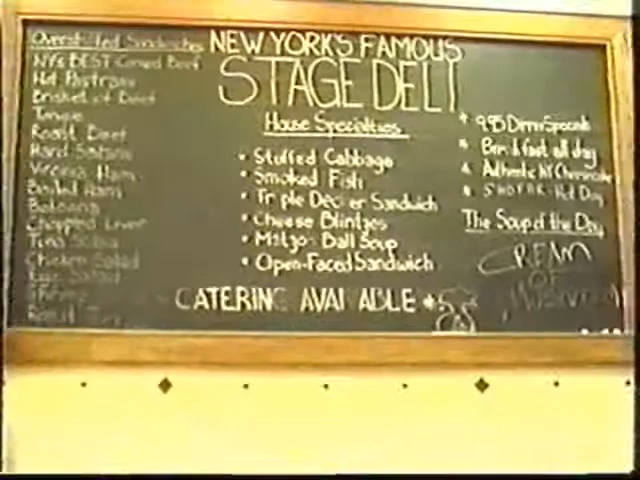 Overstuffed Sandwiches
NY's BEST Corned Beef
Hot Pastrami
Brisket of Beef
Tongue
Roast Beef
Hard Salami
Virginia Ham
Boiled Ham
Bologna
Chopped Liver
Tuna Salad
Chicken Salad
Egg Salad
Shrimp
Roast
NEW YORK'S FAMOUS
STAGE DELI
House Specialties
• Stuffed Cabbage
• Smoked Fish
• Triple Decker Sandwich
• Cheese Blintzes
• Matzo-Ball Soup
• Open-Faced Sandwich
* 9.95 Dinner Specials
* Breakfast all day
* Authentic NY Cheesecake
* Hot Dog
The Soup of the Day
CREAM
OF
MUSHROOM
CATERING AVAILABLE